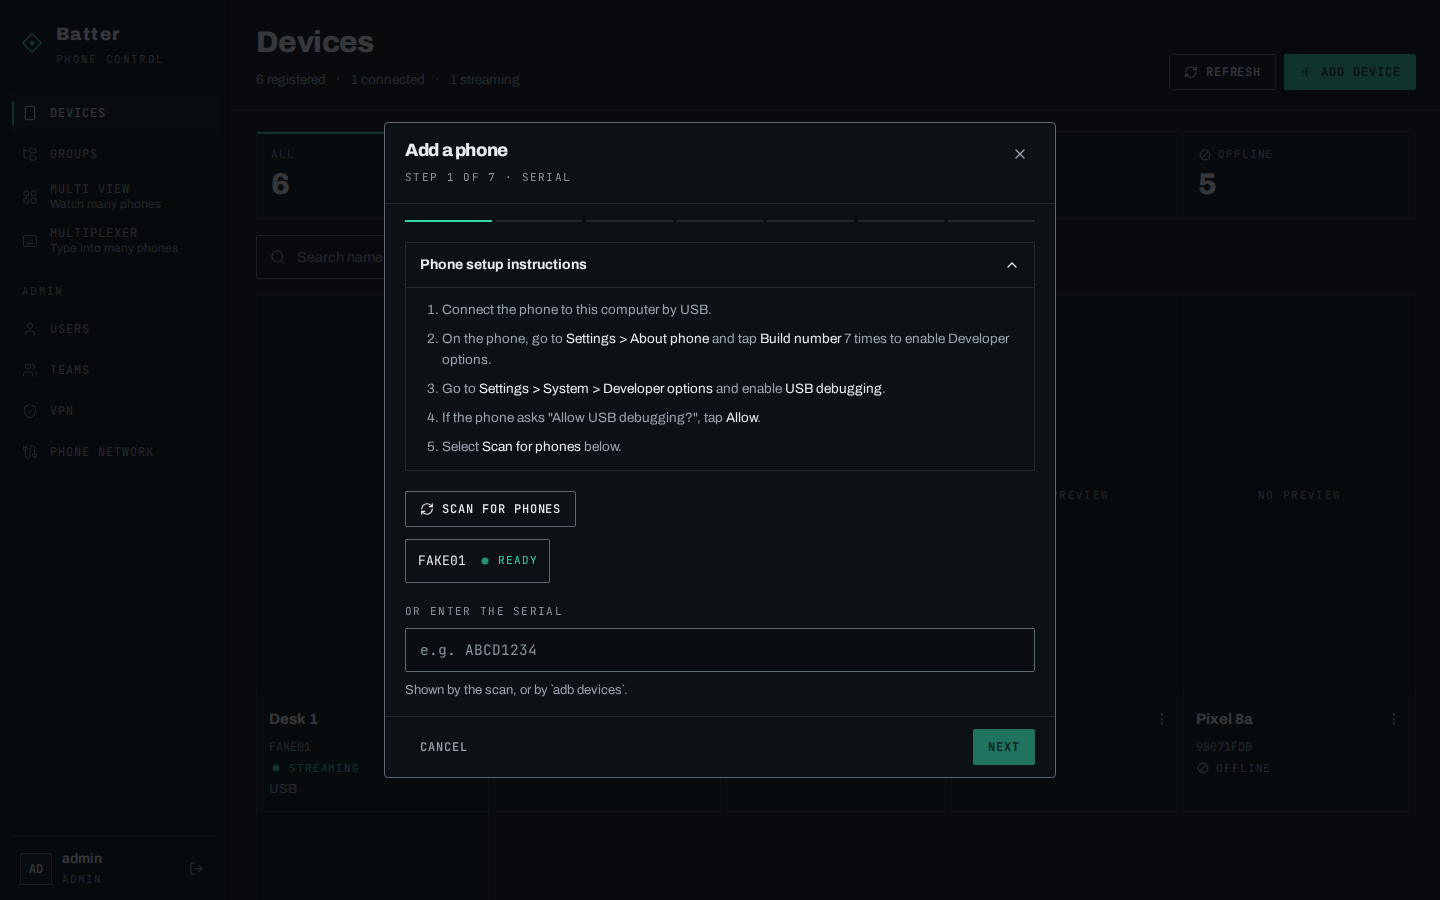 Batter
PHONE CONTROL
DEVICES
GROUPS
MULTI VIEW
Watch many phones
MULTIPLEXER
Type into many phones
ADMIN
USERS
TEAMS
VPN
PHONE NETWORK
AD
admin
ADMIN
Devices
6 registered · 1 connected · 1 streaming
REFRESH
+ ADD DEVICE
ALL
6
OFFLINE
5
Search name
Add a phone
STEP 1 OF 7 · SERIAL
Phone setup instructions
1. Connect the phone to this computer by USB.
2. On the phone, go to Settings > About phone and tap Build number 7 times to enable Developer
options.
3. Go to Settings > System > Developer options and enable USB debugging.
4. If the phone asks "Allow USB debugging?", tap Allow.
5. Select Scan for phones below.
SCAN FOR PHONES
FAKE01 READY
OR ENTER THE SERIAL
e.g. ABCD1234
Shown by the scan, or by `adb devices`.
CANCEL
NEXT
PREVIEW
NO PREVIEW
Desk 1
FAKE01
STREAMING
USB
Pixel 8a
9B071FDB
OFFLINE